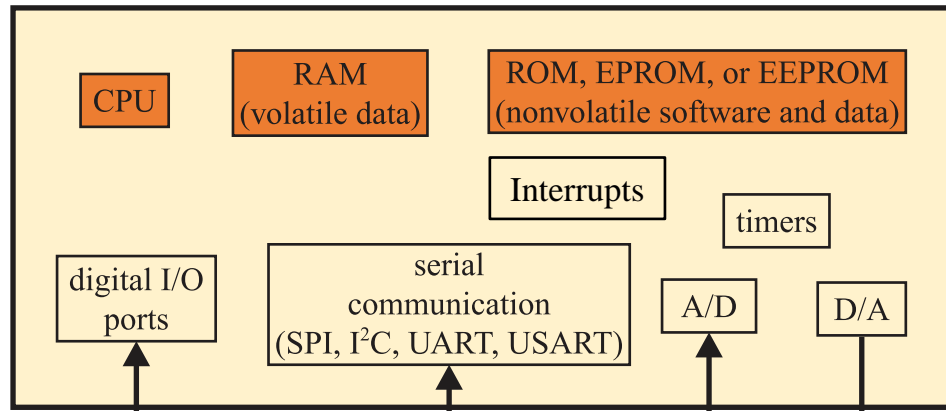 CPU
RAM
(volatile data)
ROM, EPROM, or EEPROM
(nonvolatile software and data)
Interrupts
timers
digital I/O
ports
serial
communication
(SPI, I²C, UART, USART)
A/D
D/A